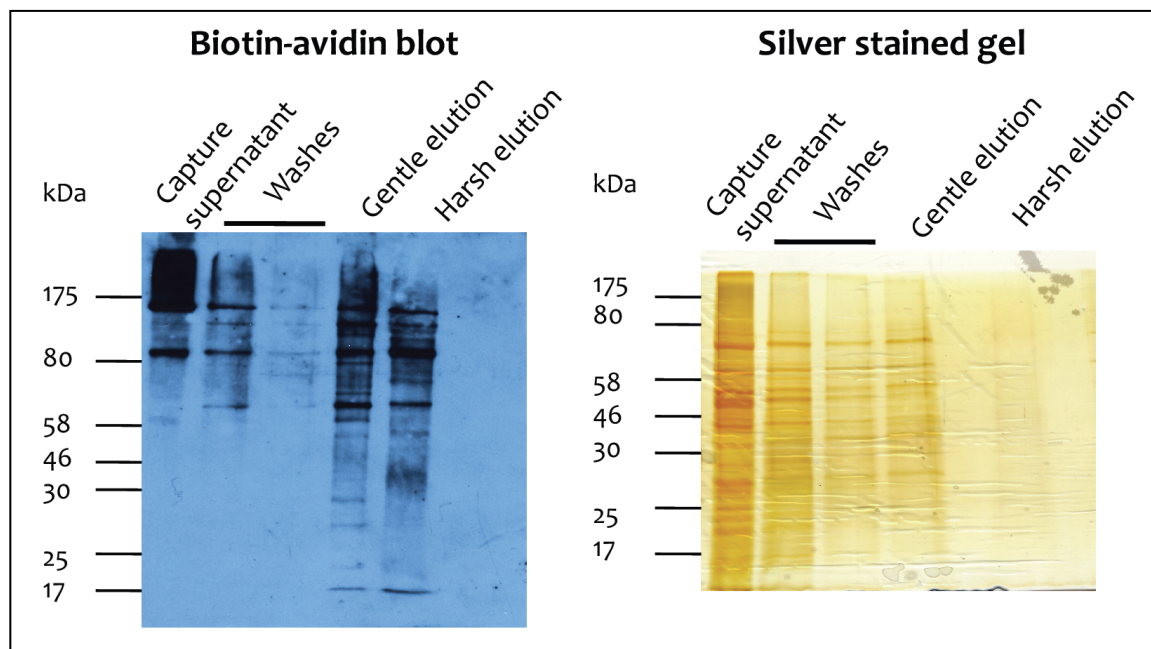 Biotin-avidin blot
kDa
Capture
supernatant
Washes
Gentle elution
Harsh elution
175
80
58
46
30
25
17
Silver stained gel
kDa
Capture
supernatant
Washes
Gentle elution
Harsh elution
175
80
58
46
30
25
17